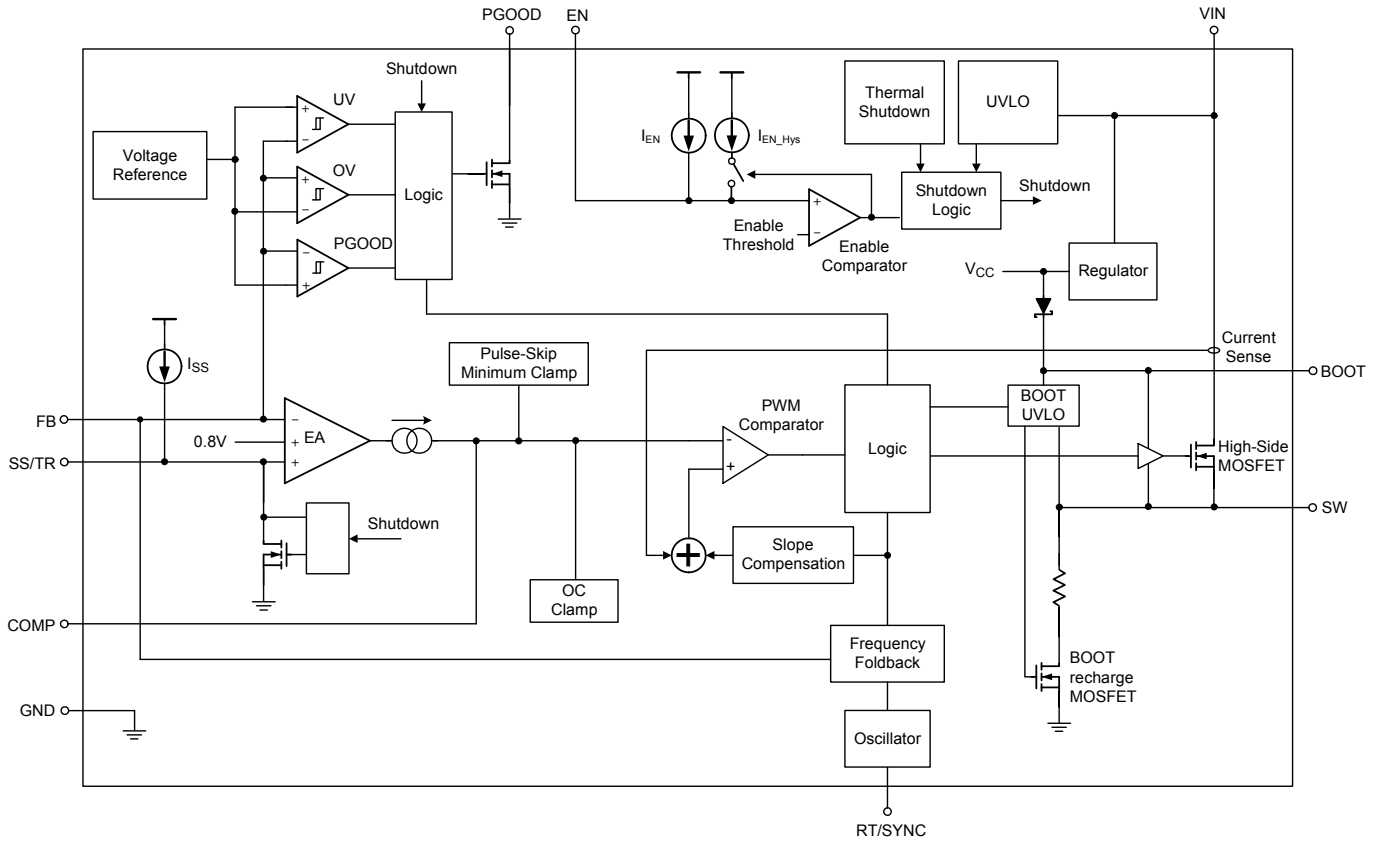 PGOOD
EN
VIN
Shutdown
UV
+
−
Voltage
Reference
OV
+
−
Logic
PGOOD
−
+
I_EN
I_EN_Hys
Thermal
Shutdown
UVLO
Shutdown
Logic
Shutdown
Enable
Threshold
+
−
Enable
Comparator
V_CC
Regulator
I_SS
Pulse-Skip
Minimum Clamp
Current
Sense
BOOT
BOOT
UVLO
FB
0.8V
SS/TR
−
+
+
EA
PWM
Comparator
-
+
Logic
High-Side
MOSFET
SW
Shutdown
+
Slope
Compensation
OC
Clamp
COMP
Frequency
Foldback
BOOT
recharge
MOSFET
GND
Oscillator
RT/SYNC